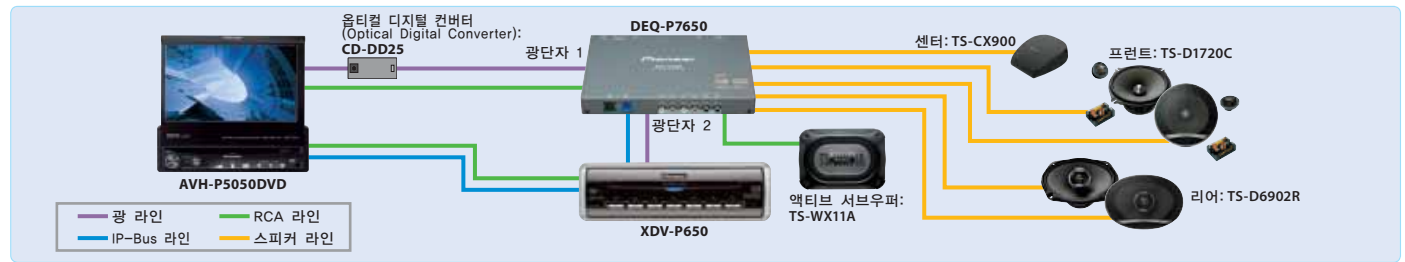 옵티컬 디지털 컨버터
(Optical Digital Converter):
CD-DD25
광단자 1
DEQ-P7650
Pioneer
센터: TS-CX900
프런트: TS-D1720C
광단자 2
AVH-P5050DVD
XDV-P650
액티브 서브우퍼:
TS-WX11A
리어: TS-D6902R
광 라인
RCA 라인
IP-Bus 라인
스피커 라인